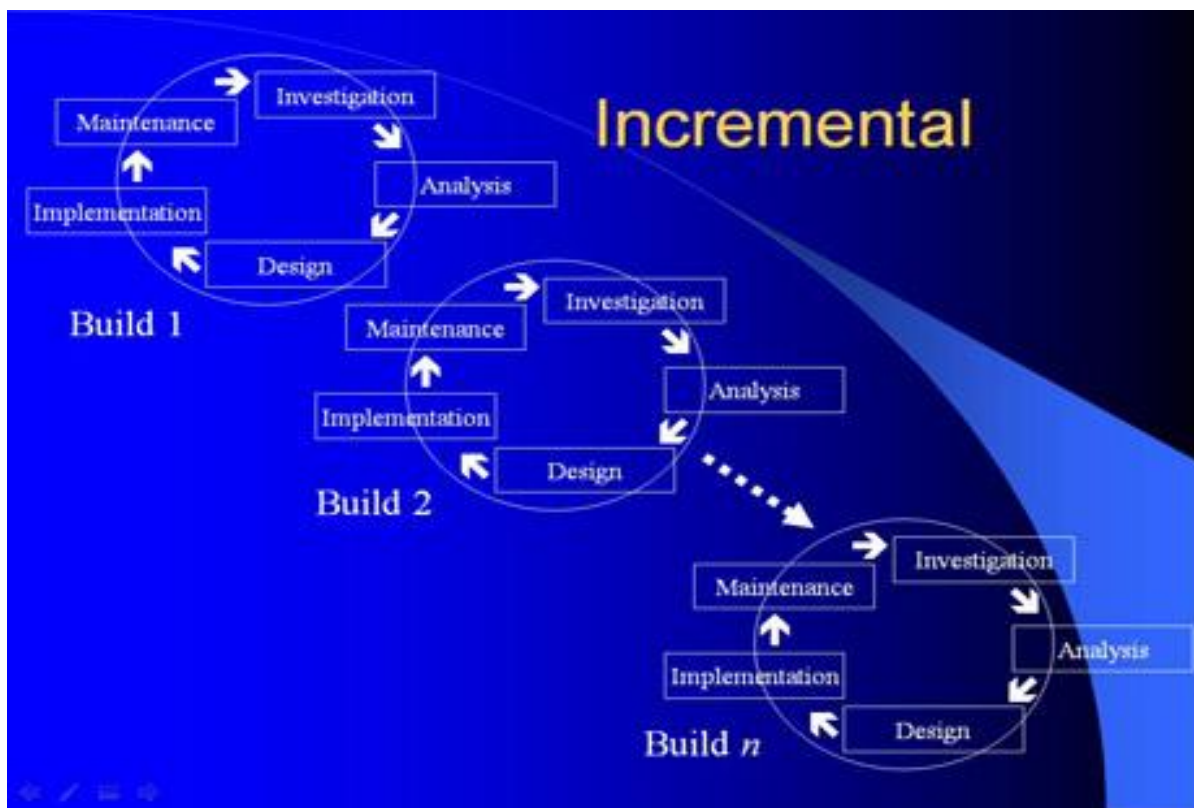 Incremental
Investigation
Maintenance
Analysis
Implementation
Design
Build 1
Investigation
Maintenance
Analysis
Implementation
Design
Build 2
Investigation
Maintenance
Analysis
Implementation
Design
Build n